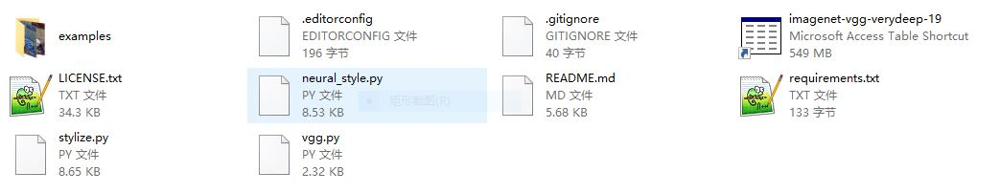 examples
.editorconfig
EDITORCONFIG 文件
196 字节
.gitignore
GITIGNORE 文件
40 字节
imagenet-vgg-verydeep-19
Microsoft Access Table Shortcut
549 MB
LICENSE.txt
TXT 文件
34.3 KB
neural_style.py
PY 文件
8.53 KB
矩形截图(R)
README.md
MD 文件
5.68 KB
requirements.txt
TXT 文件
133 字节
stylize.py
PY 文件
8.65 KB
vgg.py
PY 文件
2.32 KB